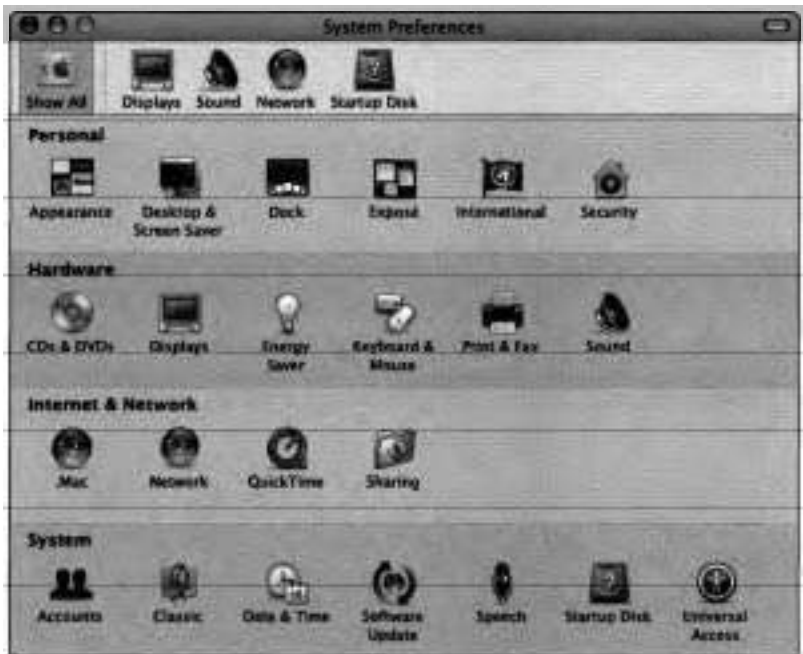 System Preferences
Show All Displays Sound Network Startup Disk
Personal
Appearance Desktop & Screen Saver Dock Exposé International Security
Hardware
CDs & DVDs Displays Energy Saver Keyboard & Mouse Print & Fax Sound
Internet & Network
.Mac Network QuickTime Sharing
System
Accounts Classic Date & Time Software Update Speech Startup Disk Universal Access